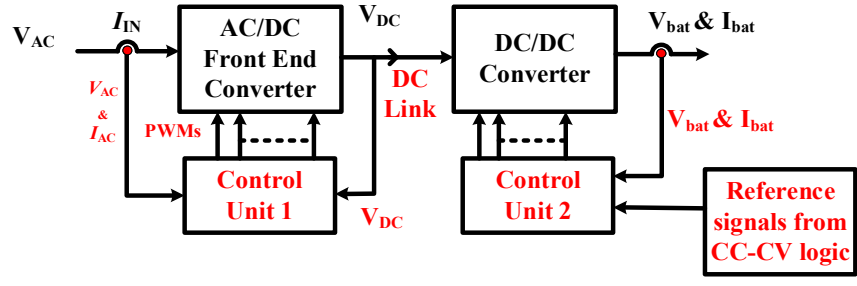 V_AC
I_IN
AC/DC
Front End
Converter
V_DC
DC
Link
DC/DC
Converter
V_bat & I_bat
V_AC
&
I_AC
PWMs
V_bat & I_bat
Control
Unit 1
V_DC
Control
Unit 2
Reference
signals from
CC-CV logic